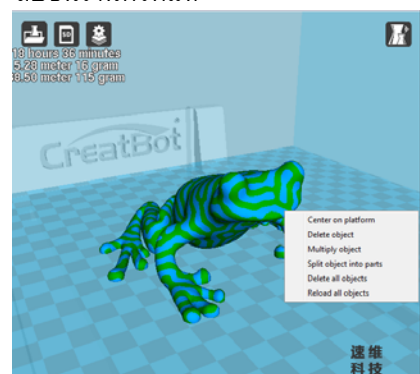 SD
18 hours 36 minutes
5.28 meter 16 gram
38.50 meter 115 gram
CreatBot
Center on platform
Delete object
Multiply object
Split object into parts
Delete all objects
Reload all objects
速维
科技